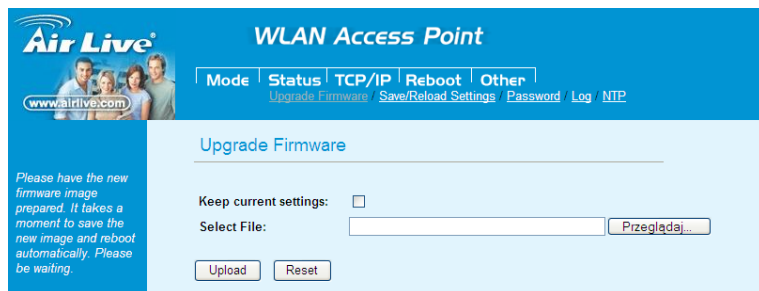 Air Live®
www.airlive.com
WLAN Access Point
Mode Status TCP/IP Reboot Other
Upgrade Firmware / Save/Reload Settings / Password / Log / NTP
Please have the new
firmware image
prepared. It takes a
moment to save the
new image and reboot
automatically. Please
be waiting.
Upgrade Firmware
Keep current settings:
Select File: Przeglądaj...
Upload Reset